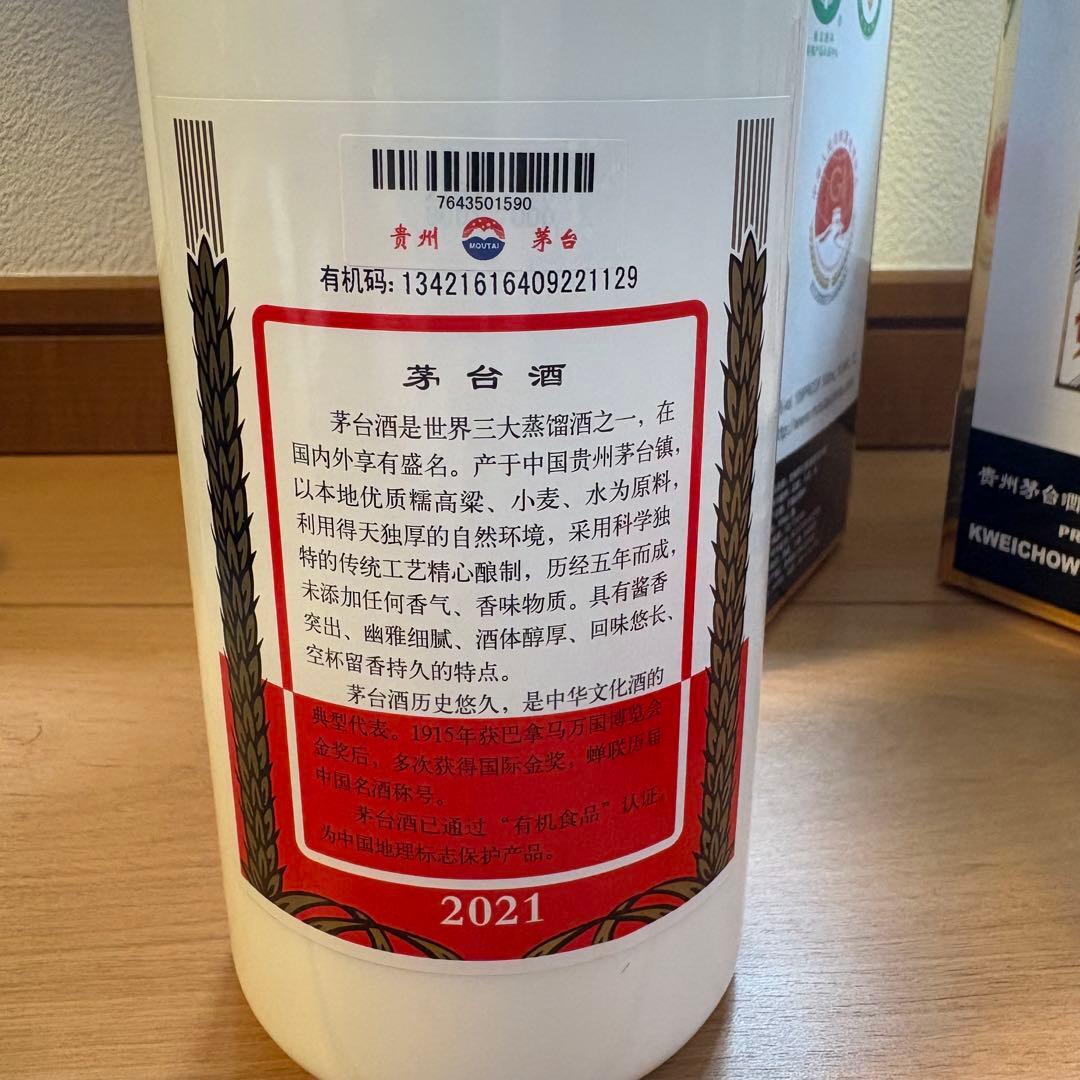 7643501590
贵州 MOUTAI 茅台
有机码: 13421616409221129
茅台酒
茅台酒是世界三大蒸馏酒之一，在
国内外享有盛名。产于中国贵州茅台镇，
以本地优质糯高粱、小麦、水为原料，
利用得天独厚的自然环境，采用科学独
特的传统工艺精心酿制，历经五年而成，
未添加任何香气、香味物质。具有酱香
突出、幽雅细腻、酒体醇厚、回味悠长、
空杯留香持久的特点。
茅台酒历史悠久，是中华文化酒的
典型代表。1915年获巴拿马万国博览会
金奖后，多次获得国际金奖，蝉联历届
中国名酒称号。
茅台酒已通过“有机食品”认证，
为中国地理标志保护产品。
2021
贵州茅台酒
KWEICHOW